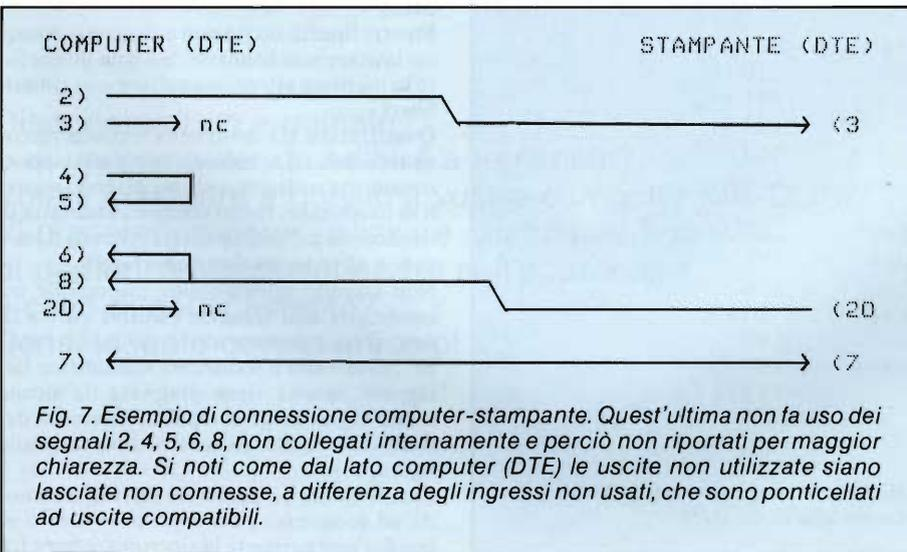 COMPUTER (DTE) STAMPANTE (DTE)
2)
3) nc (3
4)
5)
6)
8)
20) nc (20
7) (7
Fig. 7. Esempio di connessione computer-stampante. Quest'ultima non fa uso dei
segnali 2, 4, 5, 6, 8, non collegati internamente e perciò non riportati per maggior
chiarezza. Si noti come dal lato computer (DTE) le uscite non utilizzate siano
lasciate non connesse, a differenza degli ingressi non usati, che sono ponticellati
ad uscite compatibili.